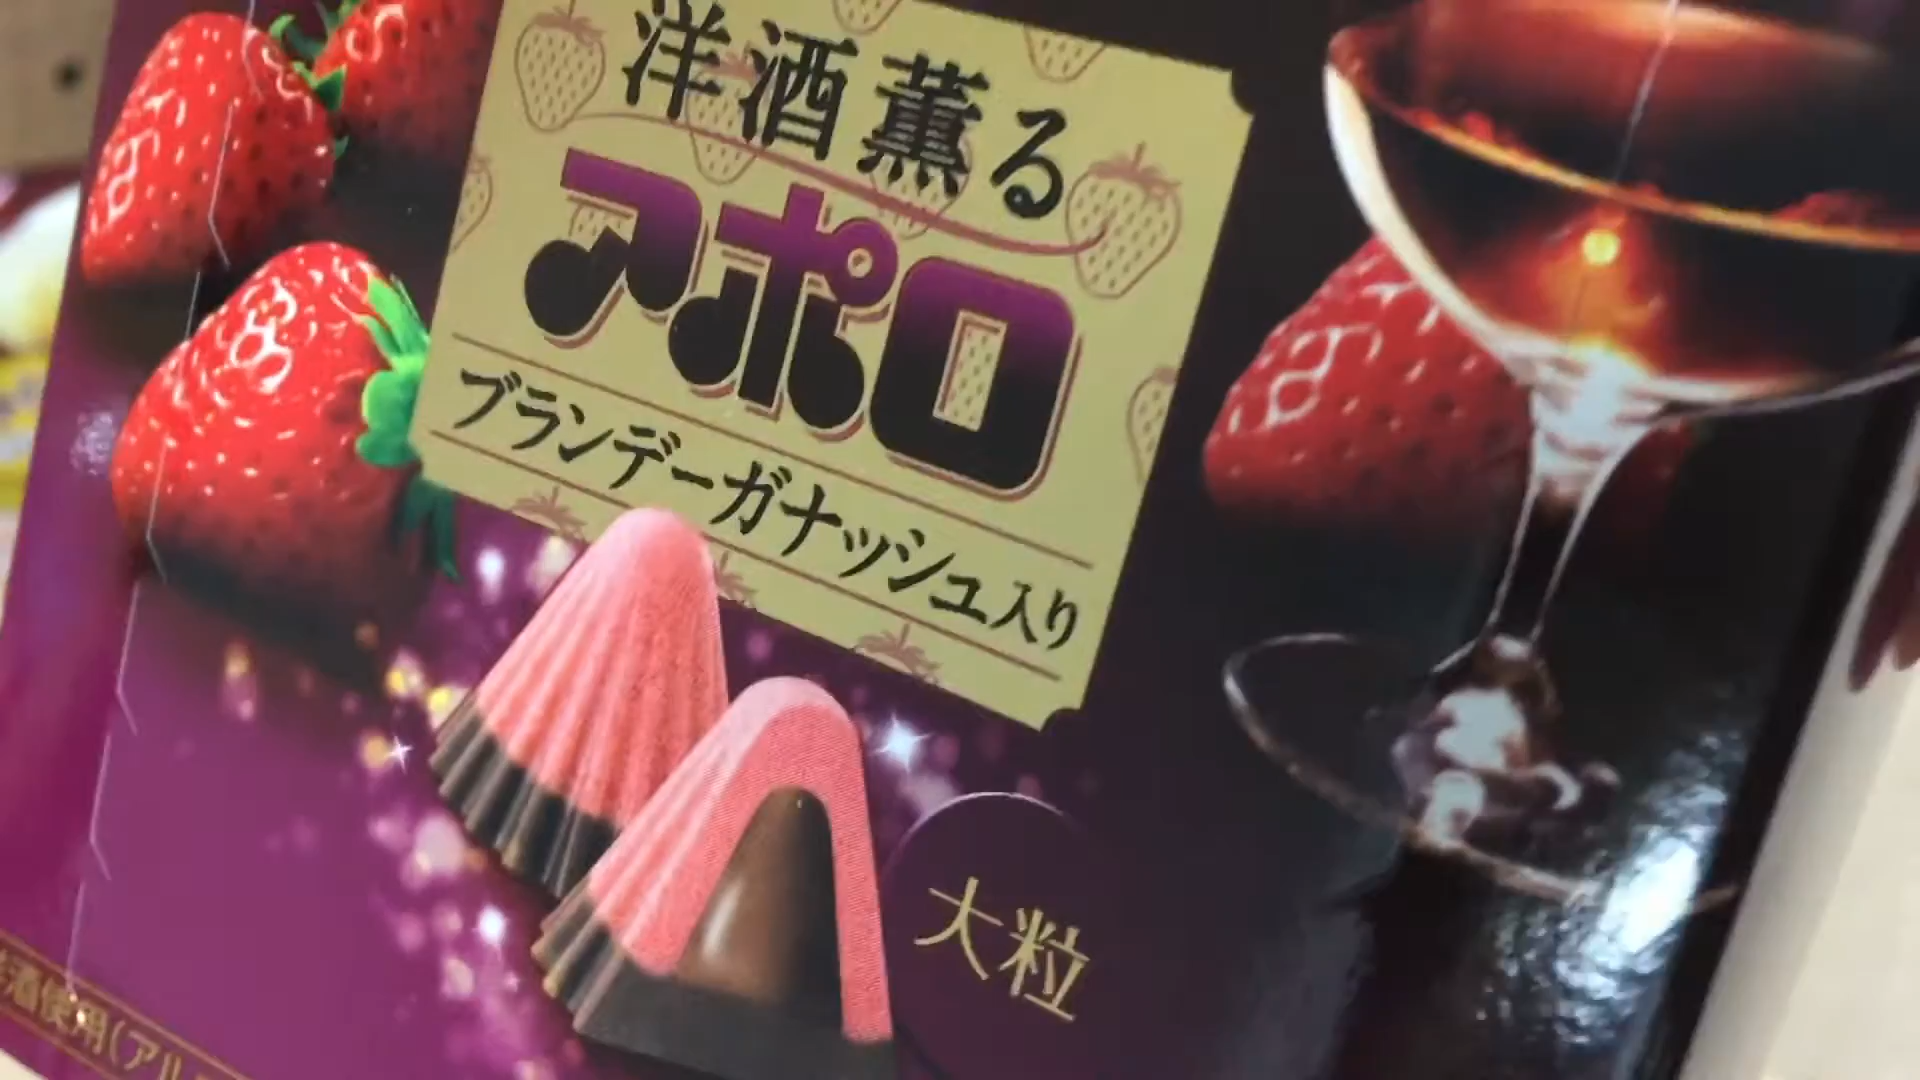 洋酒薫る
アポロ
ブランデーガナッシュ入り
大粒
酒使用(アル